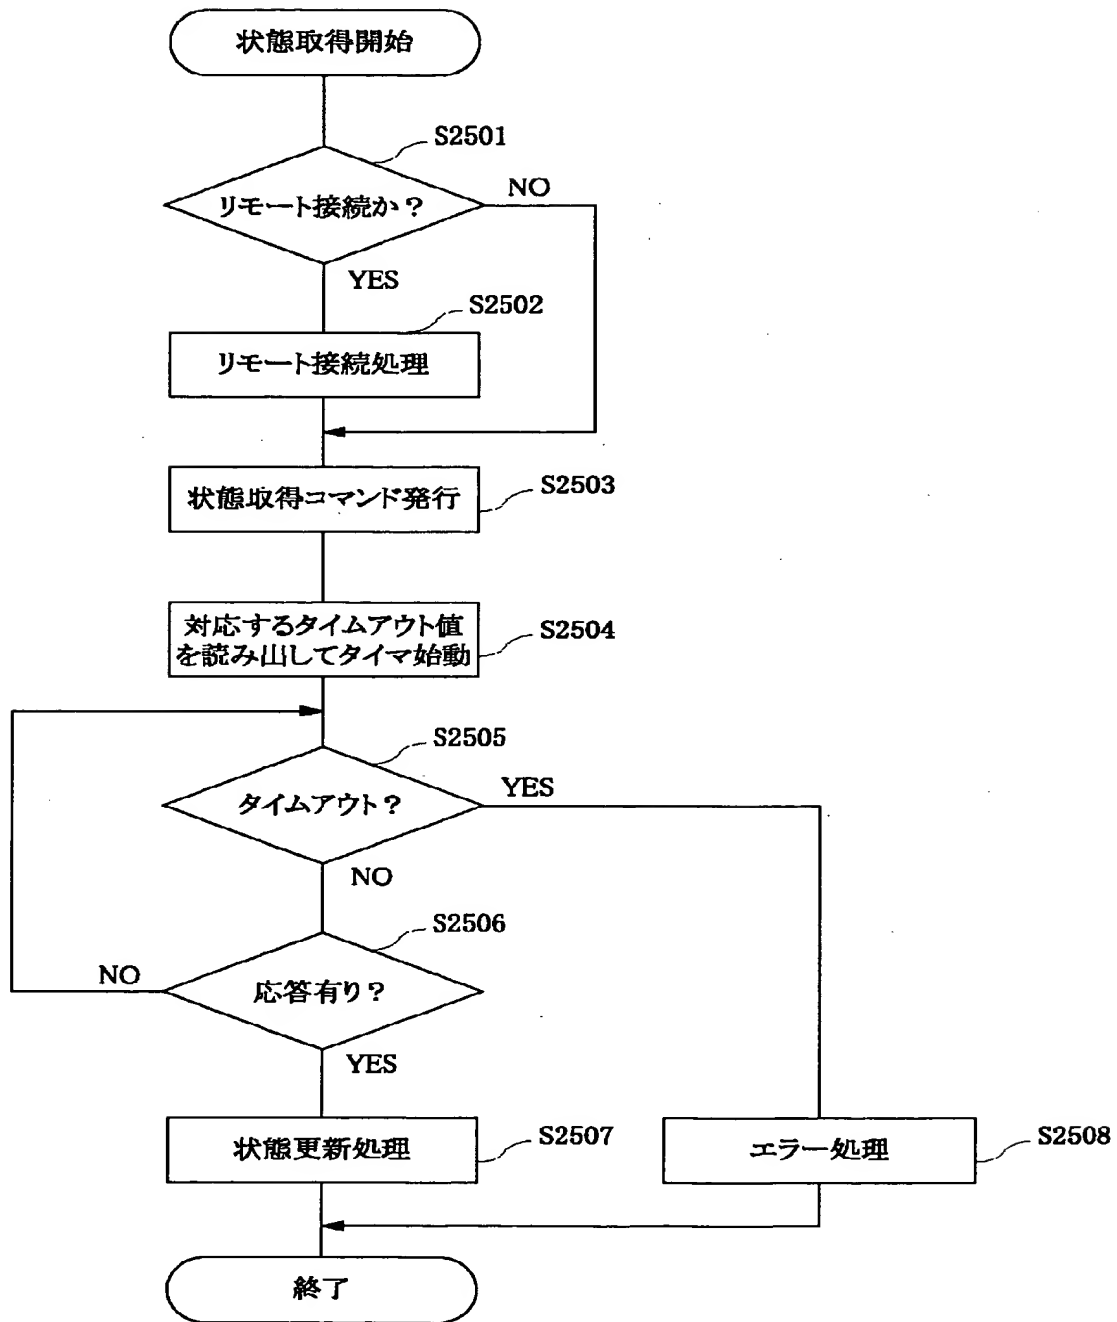 状態取得開始
S2501
リモート接続か?
NO
YES
S2502
リモート接続処理
状態取得コマンド発行
S2503
対応するタイムアウト値
を読み出してタイマ始動
S2504
S2505
タイムアウト?
YES
NO
S2506
応答有り?
NO
YES
状態更新処理
S2507
エラー処理
S2508
終了